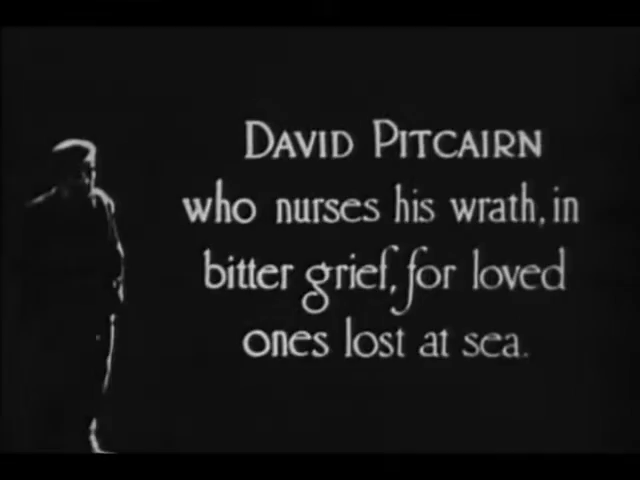 DAVID PITCAIRN
who nurses his wrath, in
bitter grief, for loved
ones lost at sea.